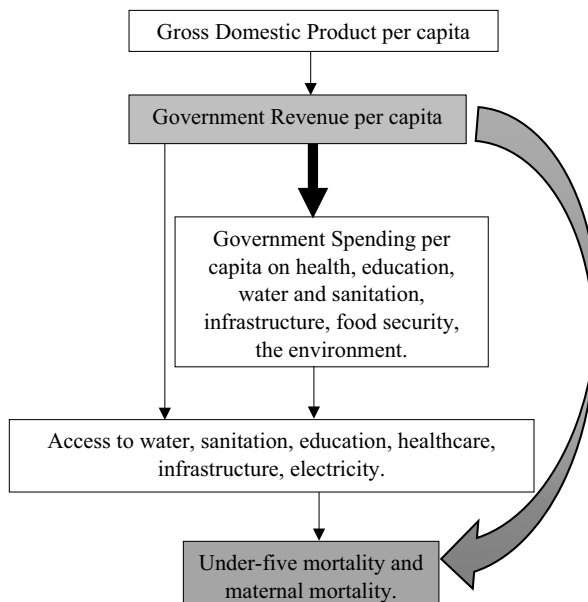 Gross Domestic Product per capita
Government Revenue per capita
Government Spending per
capita on health, education,
water and sanitation,
infrastructure, food security,
the environment.
Access to water, sanitation, education, healthcare,
infrastructure, electricity.
Under-five mortality and
maternal mortality.